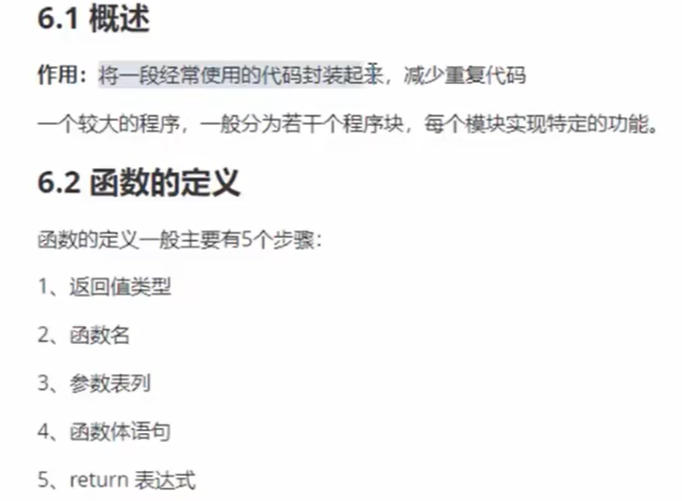 6.1 概述
作用：将一段经常使用的代码封装起来，减少重复代码
一个较大的程序，一般分为若干个程序块，每个模块实现特定的功能。
6.2 函数的定义
函数的定义一般主要有5个步骤：
1、返回值类型
2、函数名
3、参数表列
4、函数体语句
5、return 表达式